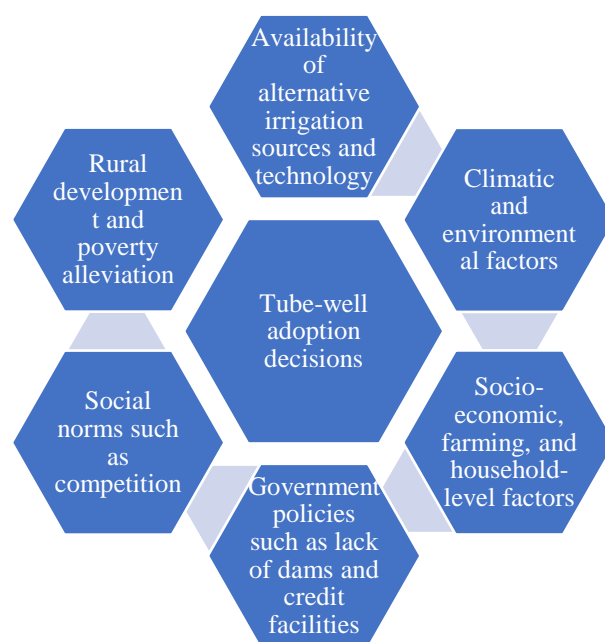 Availability
of
alternative
irrigation
sources and
technology
Climatic
and
environment
al factors
Socio-
economic,
farming, and
household-
level factors
Government
policies
such as lack
of dams and
credit
facilities
Social
norms such
as
competition
Rural
developmen
t and
poverty
alleviation
Tube-well
adoption
decisions